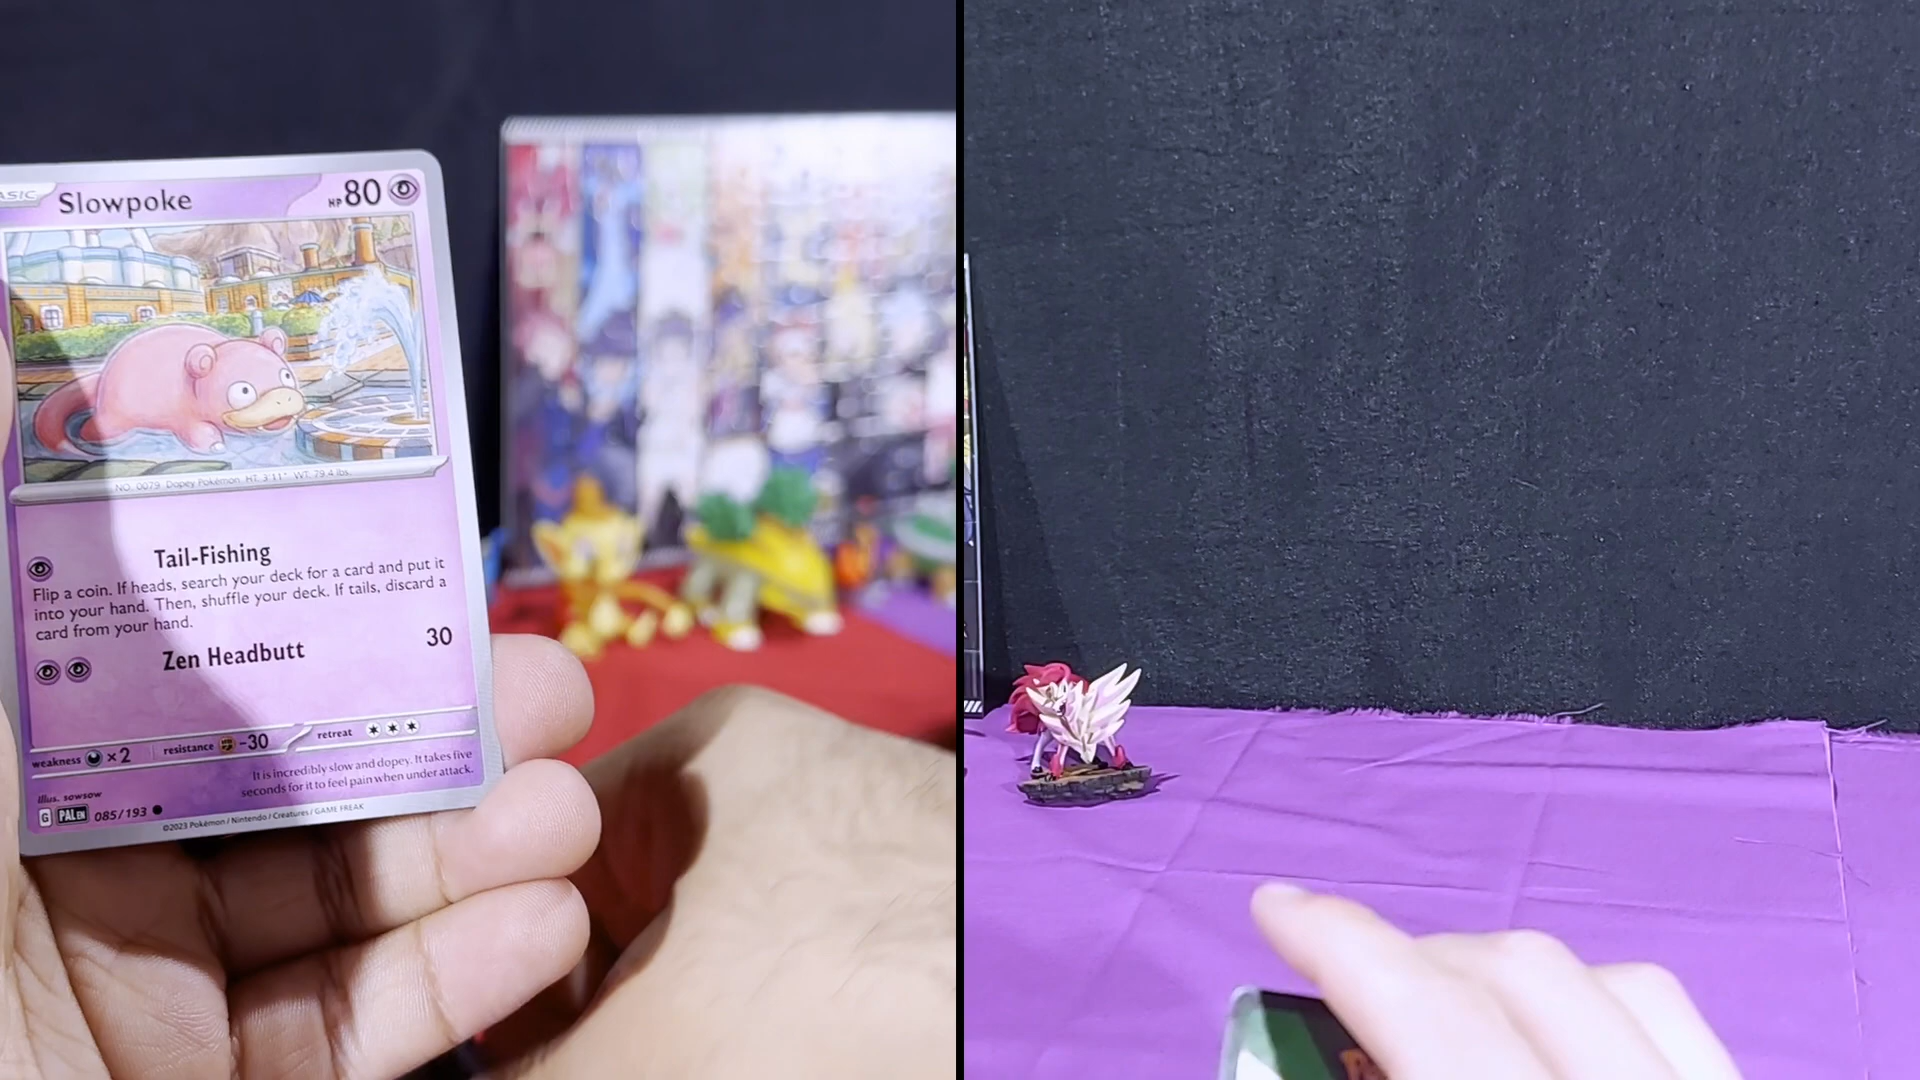 ASIC Slowpoke HP 80
NO. 0079 Dopey Pokémon HT: 3'11" WT: 79.4 lbs.
Tail-Fishing
Flip a coin. If heads, search your deck for a card and put it
into your hand. Then, shuffle your deck. If tails, discard a
card from your hand.
Zen Headbutt 30
weakness ×2 resistance -30 retreat
It is incredibly slow and dopey. It takes five
seconds for it to feel pain when under attack.
Illus. sowsow
G PAL EN 085/193
©2023 Pokémon / Nintendo / Creatures / GAME FREAK